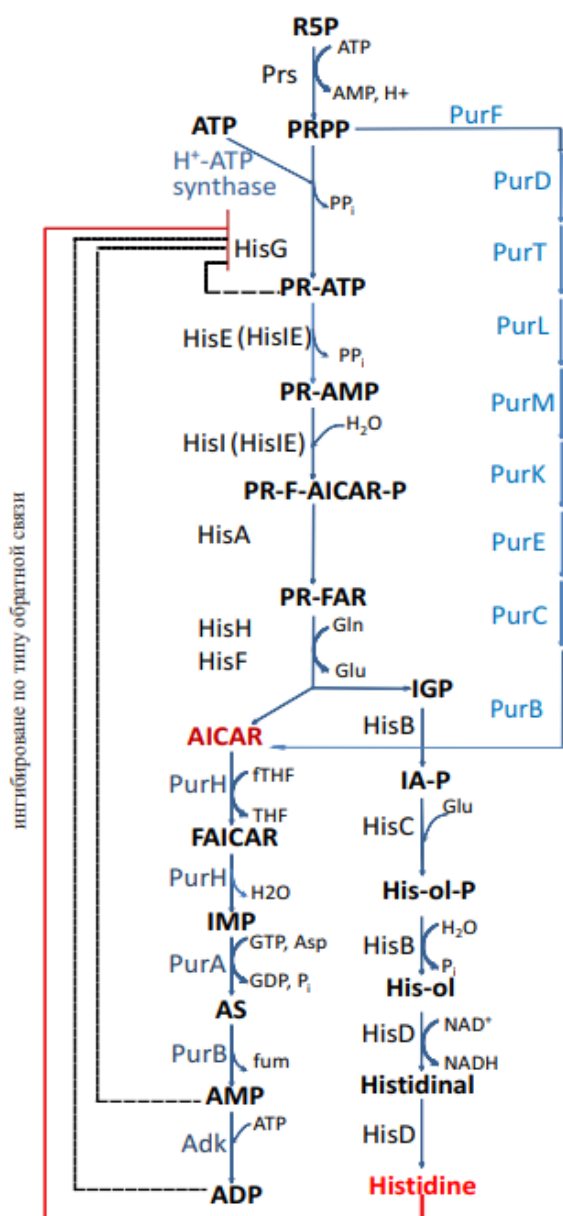 R5P
ATP
Prs
AMP, H+
ATP
PRPP
PurF
H⁺-ATP
synthase
PPᵢ
PurD
HisG
PurT
PR-ATP
HisE (HisIE)
PPᵢ
PurL
PR-AMP
PurM
HisI (HisIE)
H₂O
PR-F-AICAR-P
PurK
HisA
PurE
PR-FAR
PurC
HisH
Gln
HisF
Glu
IGP
PurB
AICAR
HisB
PurH
fTHF
IA-P
THF
HisC
Glu
FAICAR
PurH
H2O
His-ol-P
IMP
GTP, Asp
HisB
H₂O
PurA
GDP, Pᵢ
Pᵢ
AS
His-ol
PurB
fum
HisD
NAD⁺
NADH
AMP
Histidinal
ATP
Adk
HisD
ADP
Histidine
ингибироване по типу обратной связи